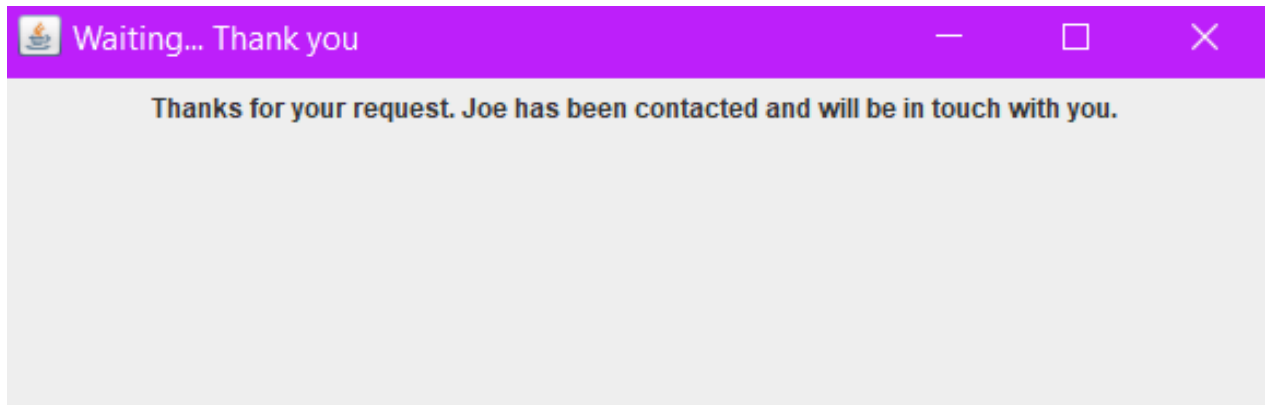 Waiting... Thank you
Thanks for your request. Joe has been contacted and will be in touch with you.